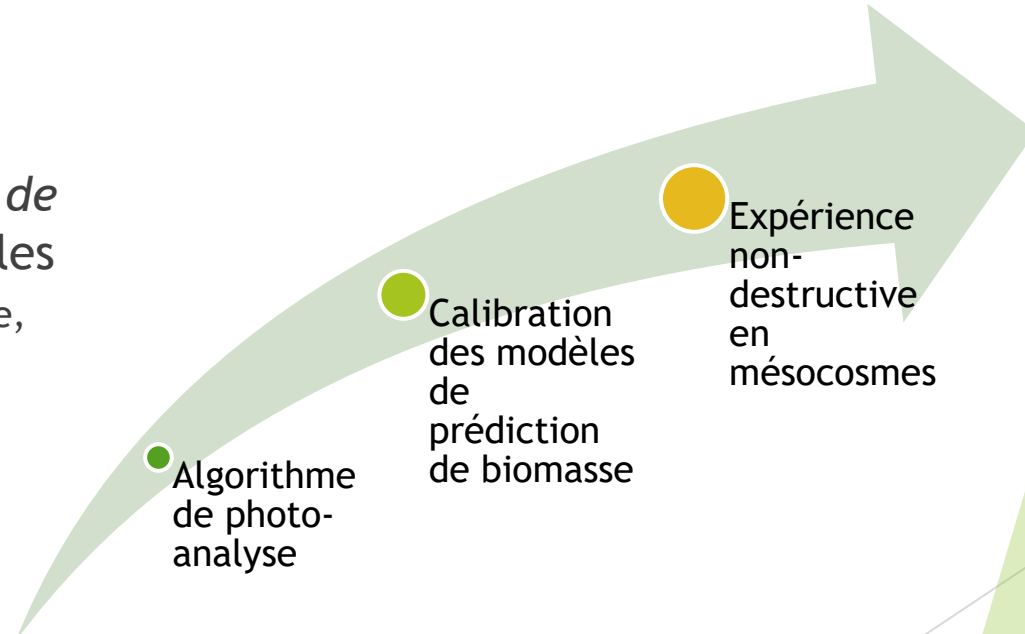 de
les
e,
Algorithme
de photo-
analyse
Calibration
des modèles
de
prédiction
de biomasse
Expérience
non-
destructive
en
mésocosmes